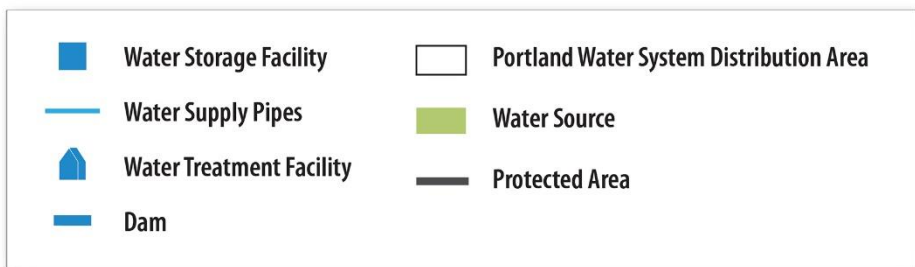 Water Storage Facility
Water Supply Pipes
Water Treatment Facility
Dam
Portland Water System Distribution Area
Water Source
Protected Area